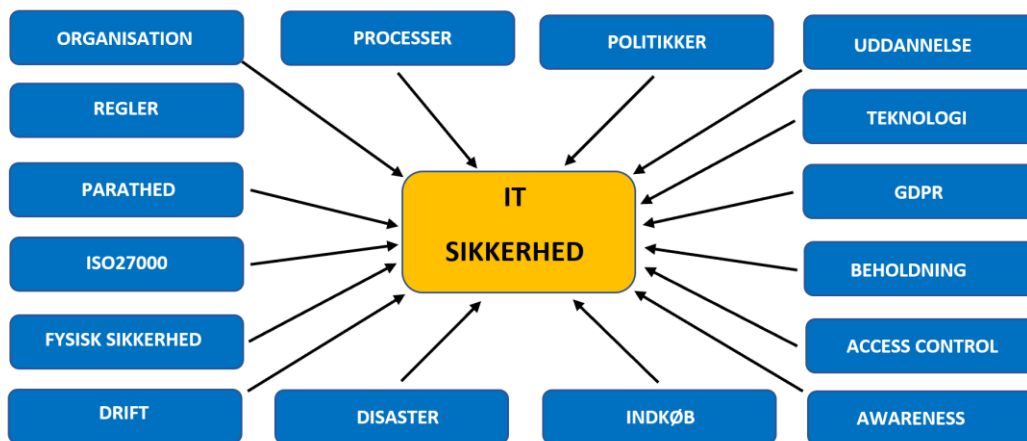 ORGANISATION
PROCESSER
POLITIKKER
UDDANNELSE
REGLER
TEKNOLOGI
PARATHED
IT
SIKKERHED
GDPR
ISO27000
BEHOLDNING
FYSISK SIKKERHED
ACCESS CONTROL
DRIFT
DISASTER
INDKØB
AWARENESS